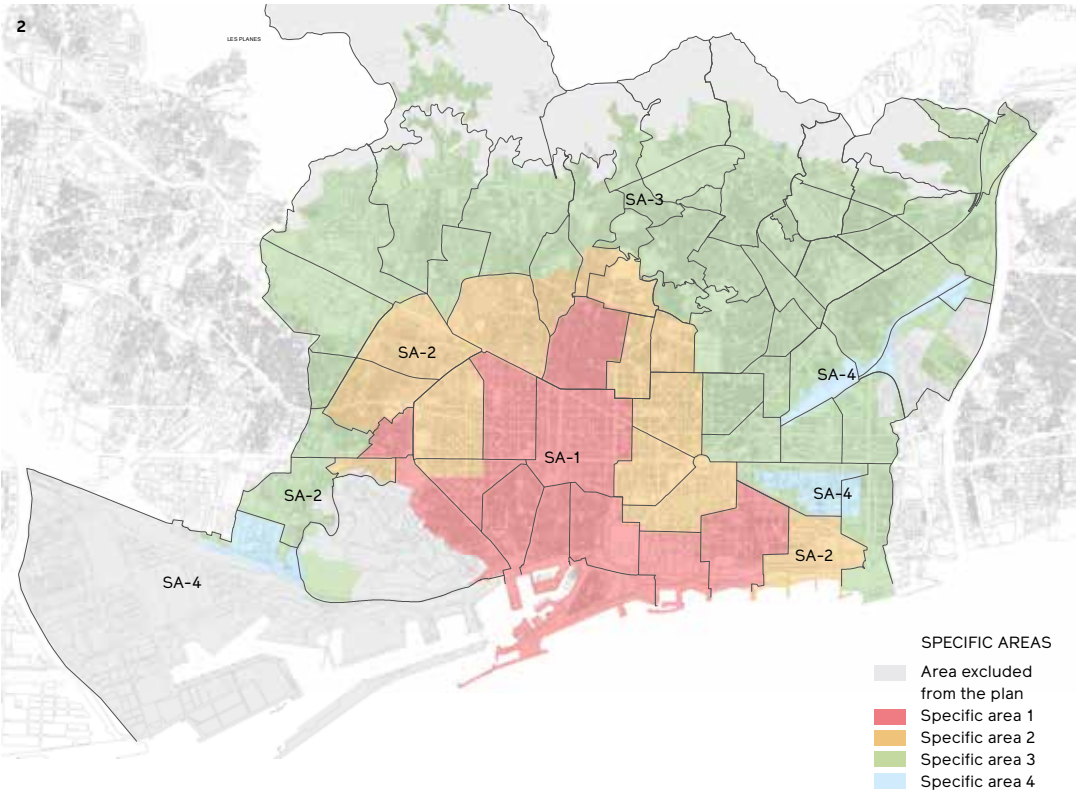 2
LES PLANES
SA-3
SA-2
SA-4
SA-1
SA-2
SA-4
SA-2
SA-4
SPECIFIC AREAS
Area excluded
from the plan
Specific area 1
Specific area 2
Specific area 3
Specific area 4